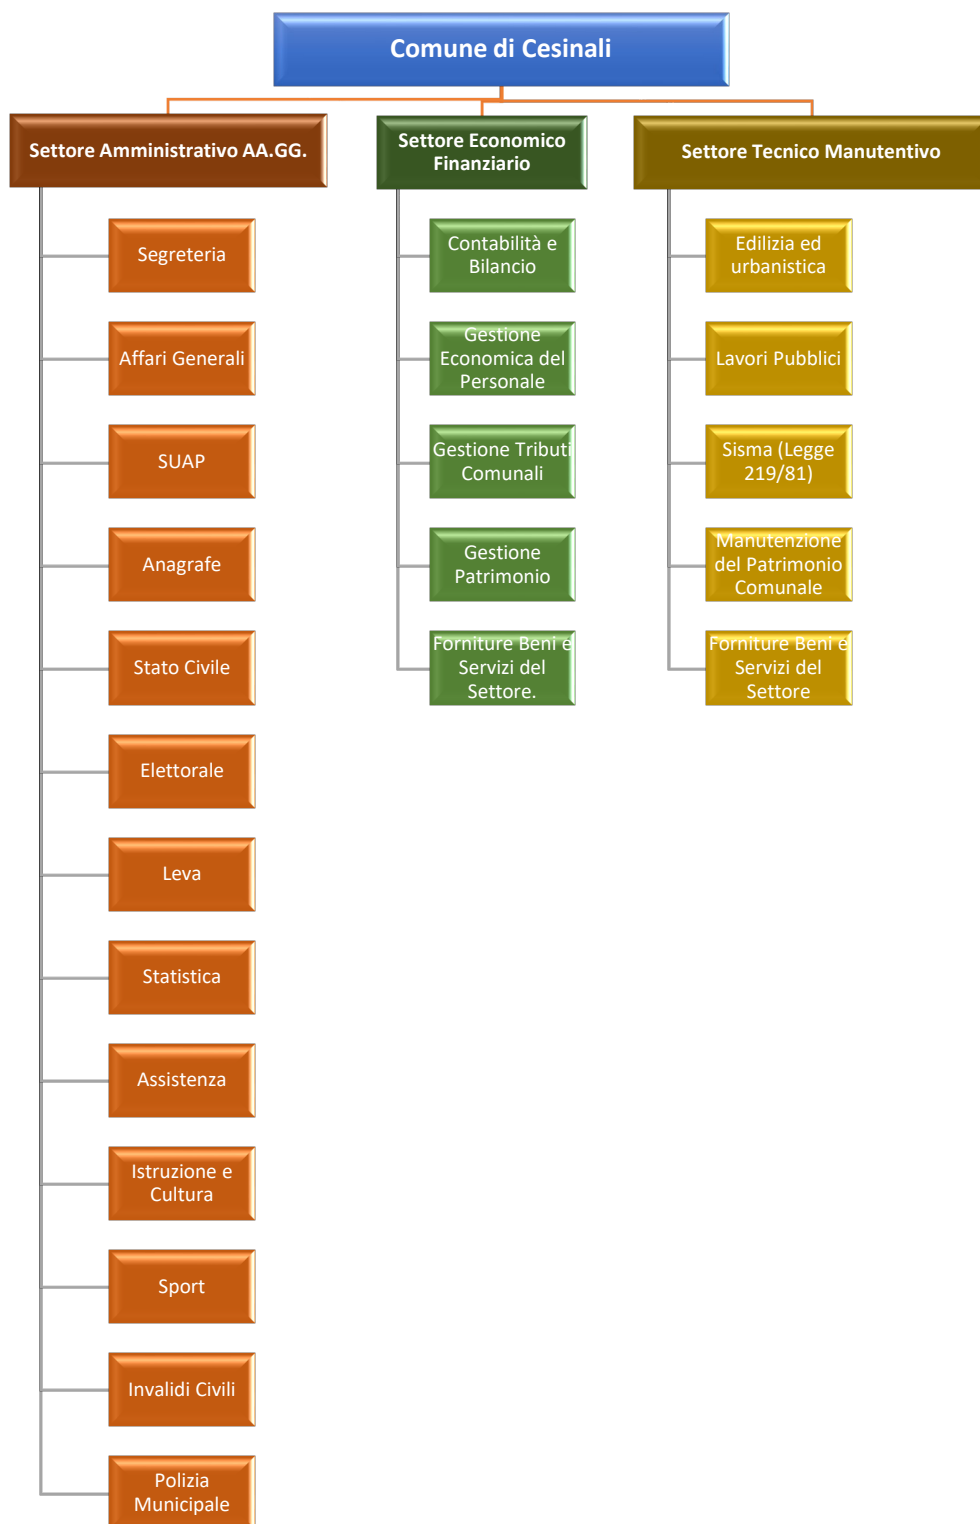 Comune di Cesinali
Settore Amministrativo AA.GG.
Segreteria
Affari Generali
SUAP
Anagrafe
Stato Civile
Elettorale
Leva
Statistica
Assistenza
Istruzione e
Cultura
Sport
Invalidi Civili
Polizia
Municipale
Settore Economico
Finanziario
Contabilità e
Bilancio
Gestione
Economica del
Personale
Gestione Tributi
Comunali
Gestione
Patrimonio
Forniture Beni e
Servizi del
Settore.
Settore Tecnico Manutentivo
Edilizia ed
urbanistica
Lavori Pubblici
Sisma (Legge
219/81)
Manutenzione
del Patrimonio
Comunale
Forniture Beni e
Servizi del
Settore